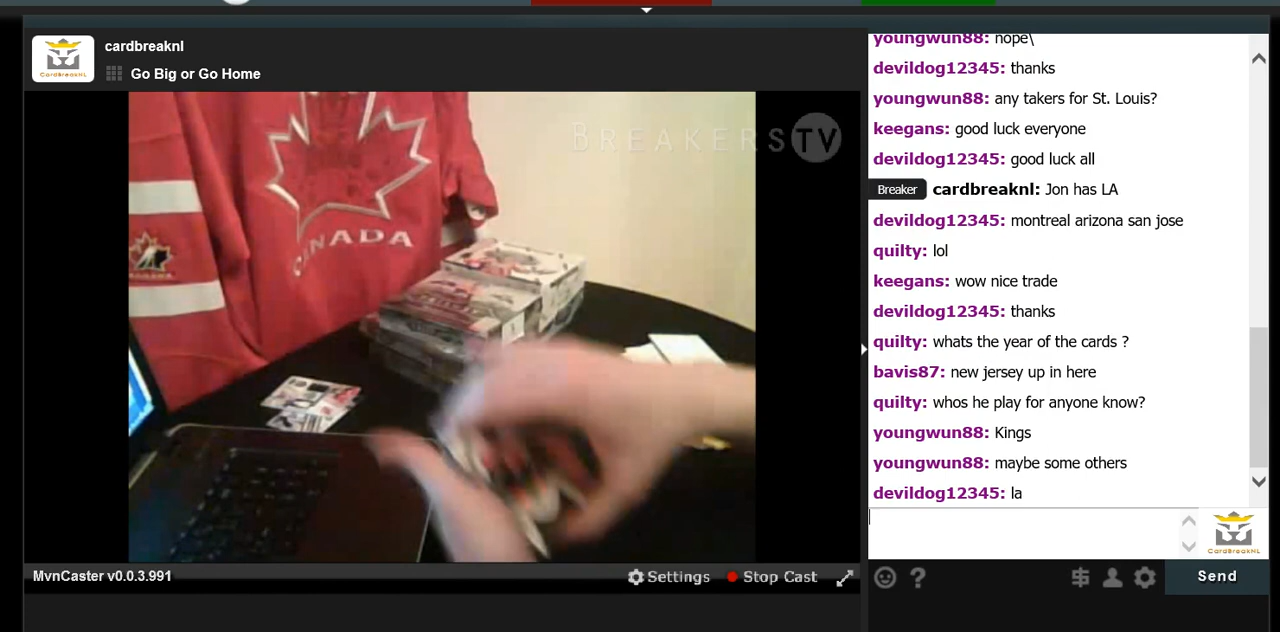 cardbreaknl
Go Big or Go Home
CardBreakNL
BREAKERSTV
CANADA
youngwun88: nope\
devildog12345: thanks
youngwun88: any takers for St. Louis?
keegans: good luck everyone
devildog12345: good luck all
Breaker cardbreaknl: Jon has LA
devildog12345: montreal arizona san jose
quilty: lol
keegans: wow nice trade
devildog12345: thanks
quilty: whats the year of the cards ?
bavis87: new jersey up in here
quilty: whos he play for anyone know?
youngwun88: Kings
youngwun88: maybe some others
devildog12345: la
CardBreakNL
MvnCaster v0.0.3.991
Settings
Stop Cast
?
Send